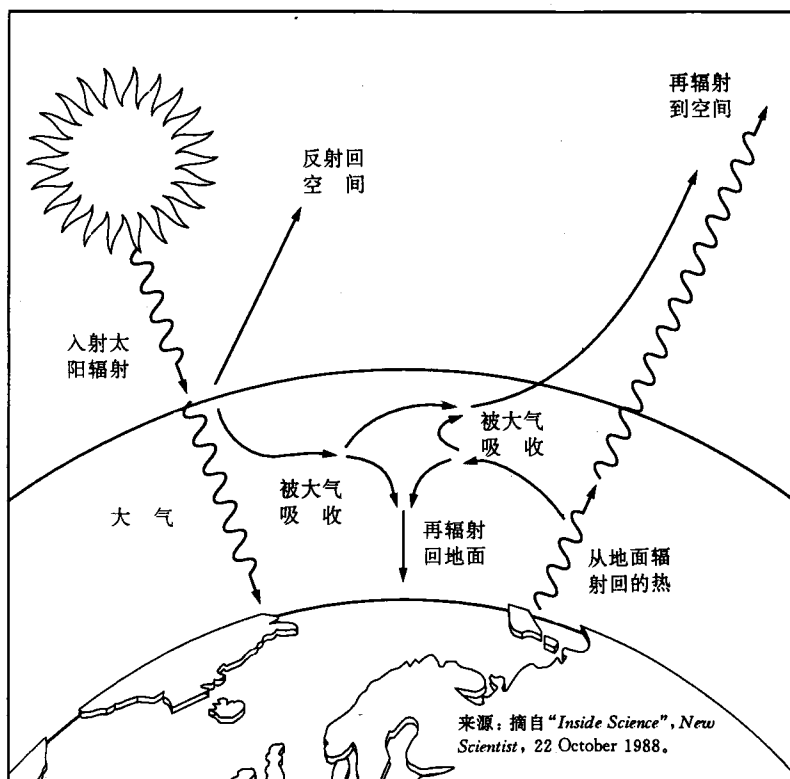 再辐射
到空间
反射回
空 间
入射太
阳辐射
被大气
吸收
被大气
吸 收
大 气
再辐射
回地面
从地面辐
射回的热
来源：摘自“Inside Science”, New
Scientist, 22 October 1988。